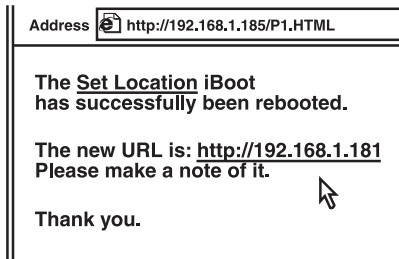 Address http://192.168.1.185/P1.HTML
The Set Location iBoot
has successfully been rebooted.
The new URL is: http://192.168.1.181
Please make a note of it.
Thank you.